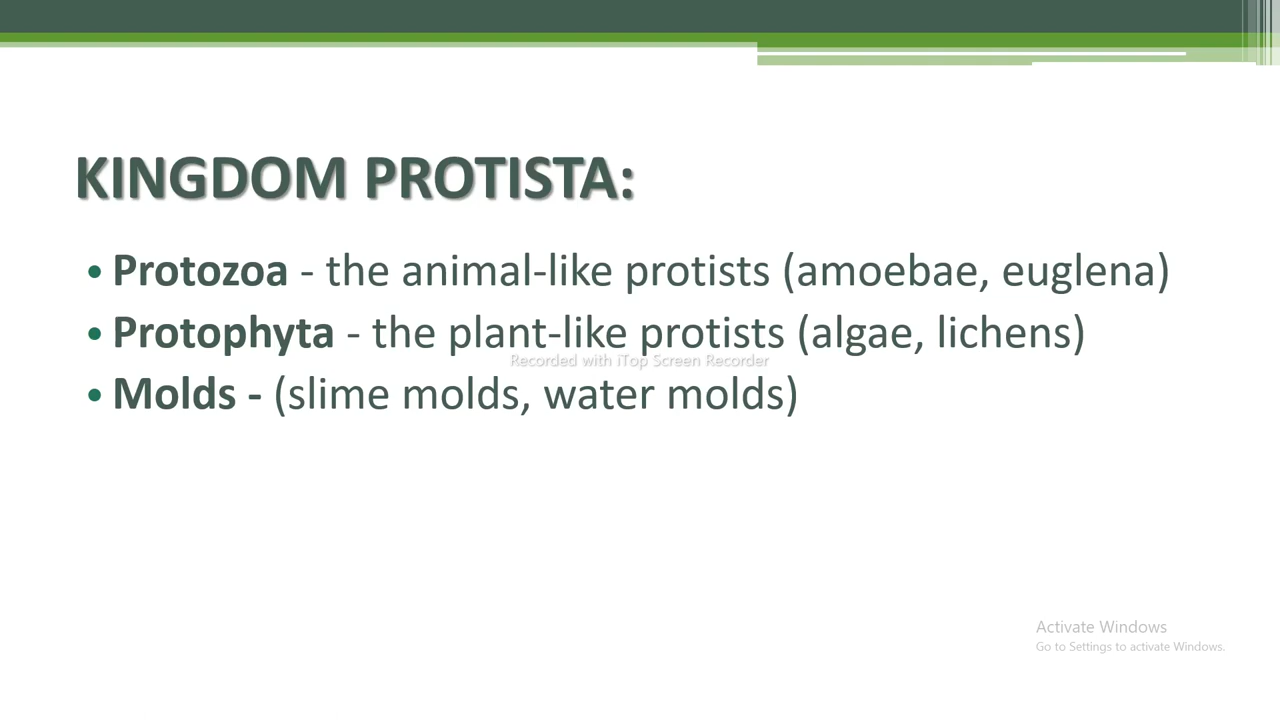 KINGDOM PROTISTA:
• Protozoa - the animal-like protists (amoebae, euglena)
• Protophyta - the plant-like protists (algae, lichens)
Recorded with iTop Screen Recorder
• Molds - (slime molds, water molds)
Activate Windows
Go to Settings to activate Windows.